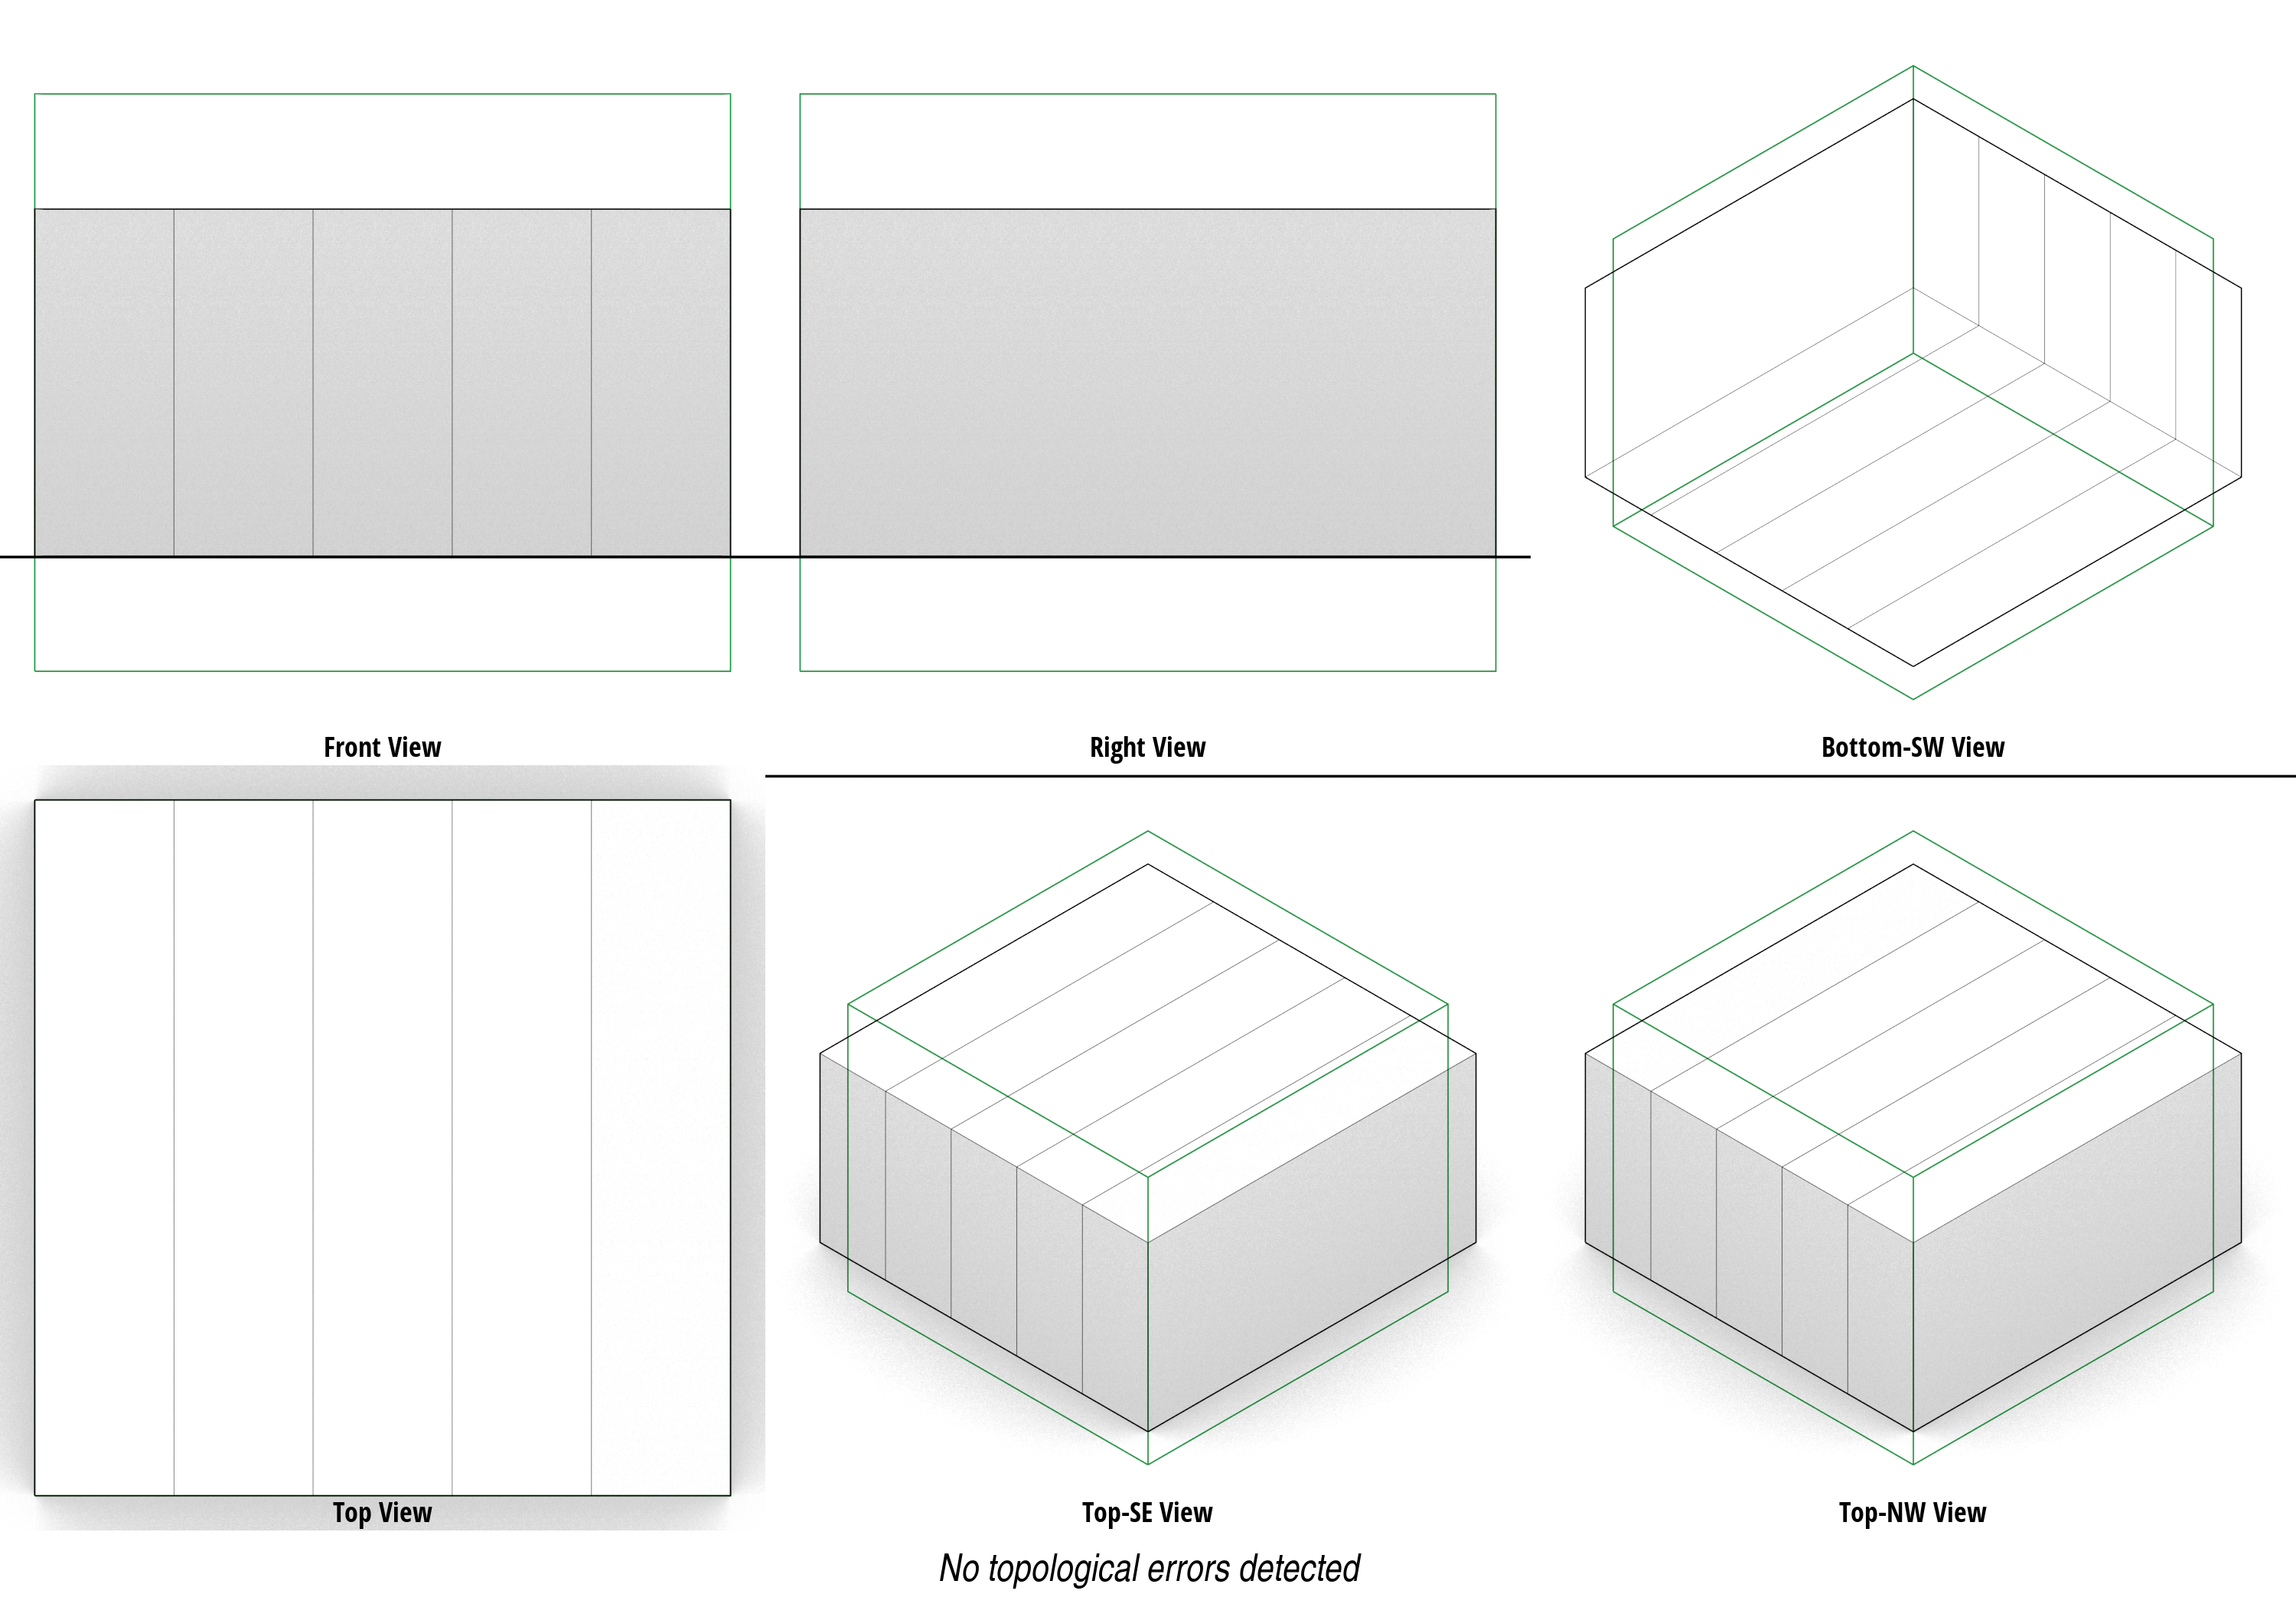 Front View
Right View
Bottom-SW View
Top View
Top-SE View
Top-NW View
No topological errors detected